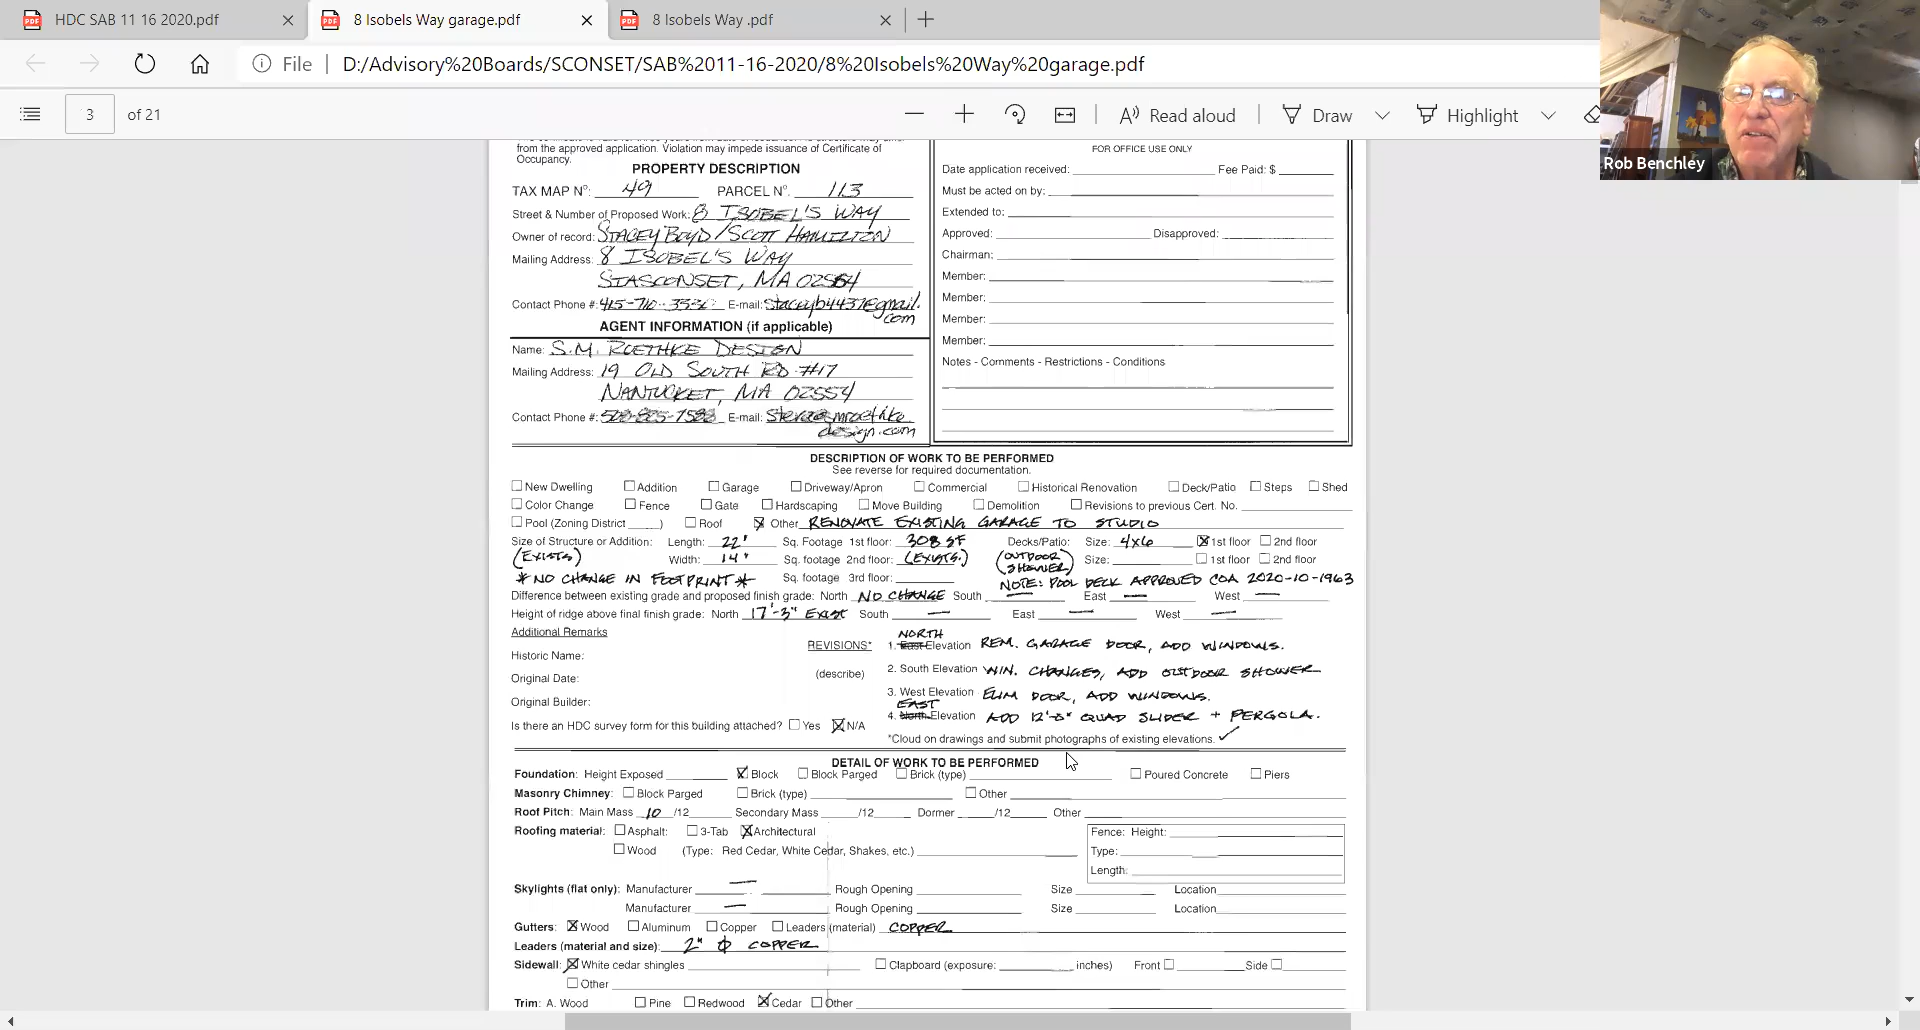 HDC SAB 11 16 2020.pdf
8 Isobels Way garage.pdf
8 Isobels Way .pdf
File
D:/Advisory%20Boards/SCONSET/SAB%2011-16-2020/8%20Isobels%20Way%20garage.pdf
3 of 21
Read aloud
Draw
Highlight
Rob Benchley
from the approved application. Violation may impede issuance of Certificate of
Occupancy.
PROPERTY DESCRIPTION
TAX MAP N°: 49 PARCEL N°. 113
Street & Number of Proposed Work: 8 ISOBEL'S WAY
Owner of record: STACEY BOYD/SCOTT HAMILTON
Mailing Address: 8 ISOBEL'S WAY
SIASCONSET, MA 02564
Contact Phone #: 415-710- E-mail: staceyb4437@gmail.
com
AGENT INFORMATION (if applicable)
Name: S.M. ROETHKE DESIGN
Mailing Address: 19 OLD SOUTH RD #17
NANTUCKET, MA 02554
Contact Phone #: E-mail:
design.com
FOR OFFICE USE ONLY
Date application received: Fee Paid: $
Must be acted on by:
Extended to:
Approved: Disapproved:
Chairman:
Member:
Member:
Member:
Member:
Notes - Comments - Restrictions - Conditions
DESCRIPTION OF WORK TO BE PERFORMED
See reverse for required documentation.
New Dwelling Addition Garage Driveway/Apron Commercial Historical Renovation Deck/Patio Steps Shed
Color Change Fence Gate Hardscaping Move Building Demolition Revisions to previous Cert. No.
Pool (Zoning District ) Roof Other RENOVATE EXISTING GARAGE TO STUDIO
Size of Structure or Addition: Length: 22' Sq. Footage 1st floor: 308 SF Decks/Patio: Size: 4x6 1st floor 2nd floor
(EXISTS) Width: 14' Sq. footage 2nd floor: (EXISTS.) (OUTDOOR SHOWER) Size: 1st floor 2nd floor
* NO CHANGE IN FOOTPRINT * Sq. footage 3rd floor: NOTE: POOL DECK APPROVED COA 2020-10-1963
Difference between existing grade and proposed finish grade: North NO CHANGE South — East — West —
Height of ridge above final finish grade: North 17'-3" EXIST South — East — West —
Additional Remarks
Historic Name:
Original Date:
Original Builder:
Is there an HDC survey form for this building attached? Yes N/A
REVISIONS*
(describe)
NORTH
1. East Elevation REM. GARAGE DOOR, ADD WINDOWS.
2. South Elevation WIN. CHANGES, ADD OUTDOOR SHOWER
3. West Elevation ELIM DOOR, ADD WINDOWS.
EAST
4. North Elevation ADD 12'-0" QUAD SLIDER + PERGOLA.
*Cloud on drawings and submit photographs of existing elevations.
DETAIL OF WORK TO BE PERFORMED
Foundation: Height Exposed Block Block Parged Brick (type) Poured Concrete Piers
Masonry Chimney: Block Parged Brick (type) Other
Roof Pitch: Main Mass 10 /12 Secondary Mass /12 Dormer /12 Other
Roofing material: Asphalt: 3-Tab Architectural
Wood (Type: Red Cedar, White Cedar, Shakes, etc.)
Fence: Height:
Type:
Length:
Skylights (flat only): Manufacturer — Rough Opening Size Location
Manufacturer — Rough Opening Size Location
Gutters: Wood Aluminum Copper Leaders (material) COPPER
Leaders (material and size): 2" Φ COPPER
Sidewall: White cedar shingles Clapboard (exposure: inches) Front Side
Other
Trim: A. Wood Pine Redwood Cedar Other